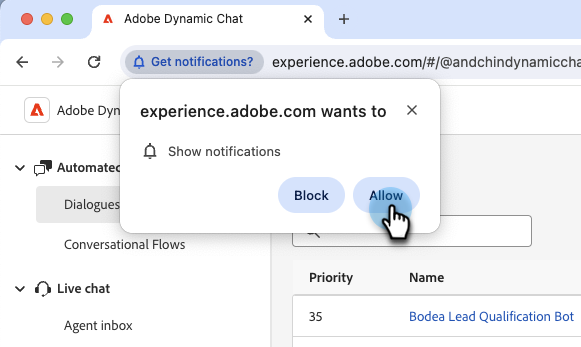 Adobe Dynamic Chat
Get notifications?
experience.adobe.com/#/@andchindynamiccha
Adobe Dyn
experience.adobe.com wants to
Show notifications
Block
Allow
Automated
Dialogues
Conversational Flows
Live chat
Agent inbox
Priority
Name
35
Bodea Lead Qualification Bot